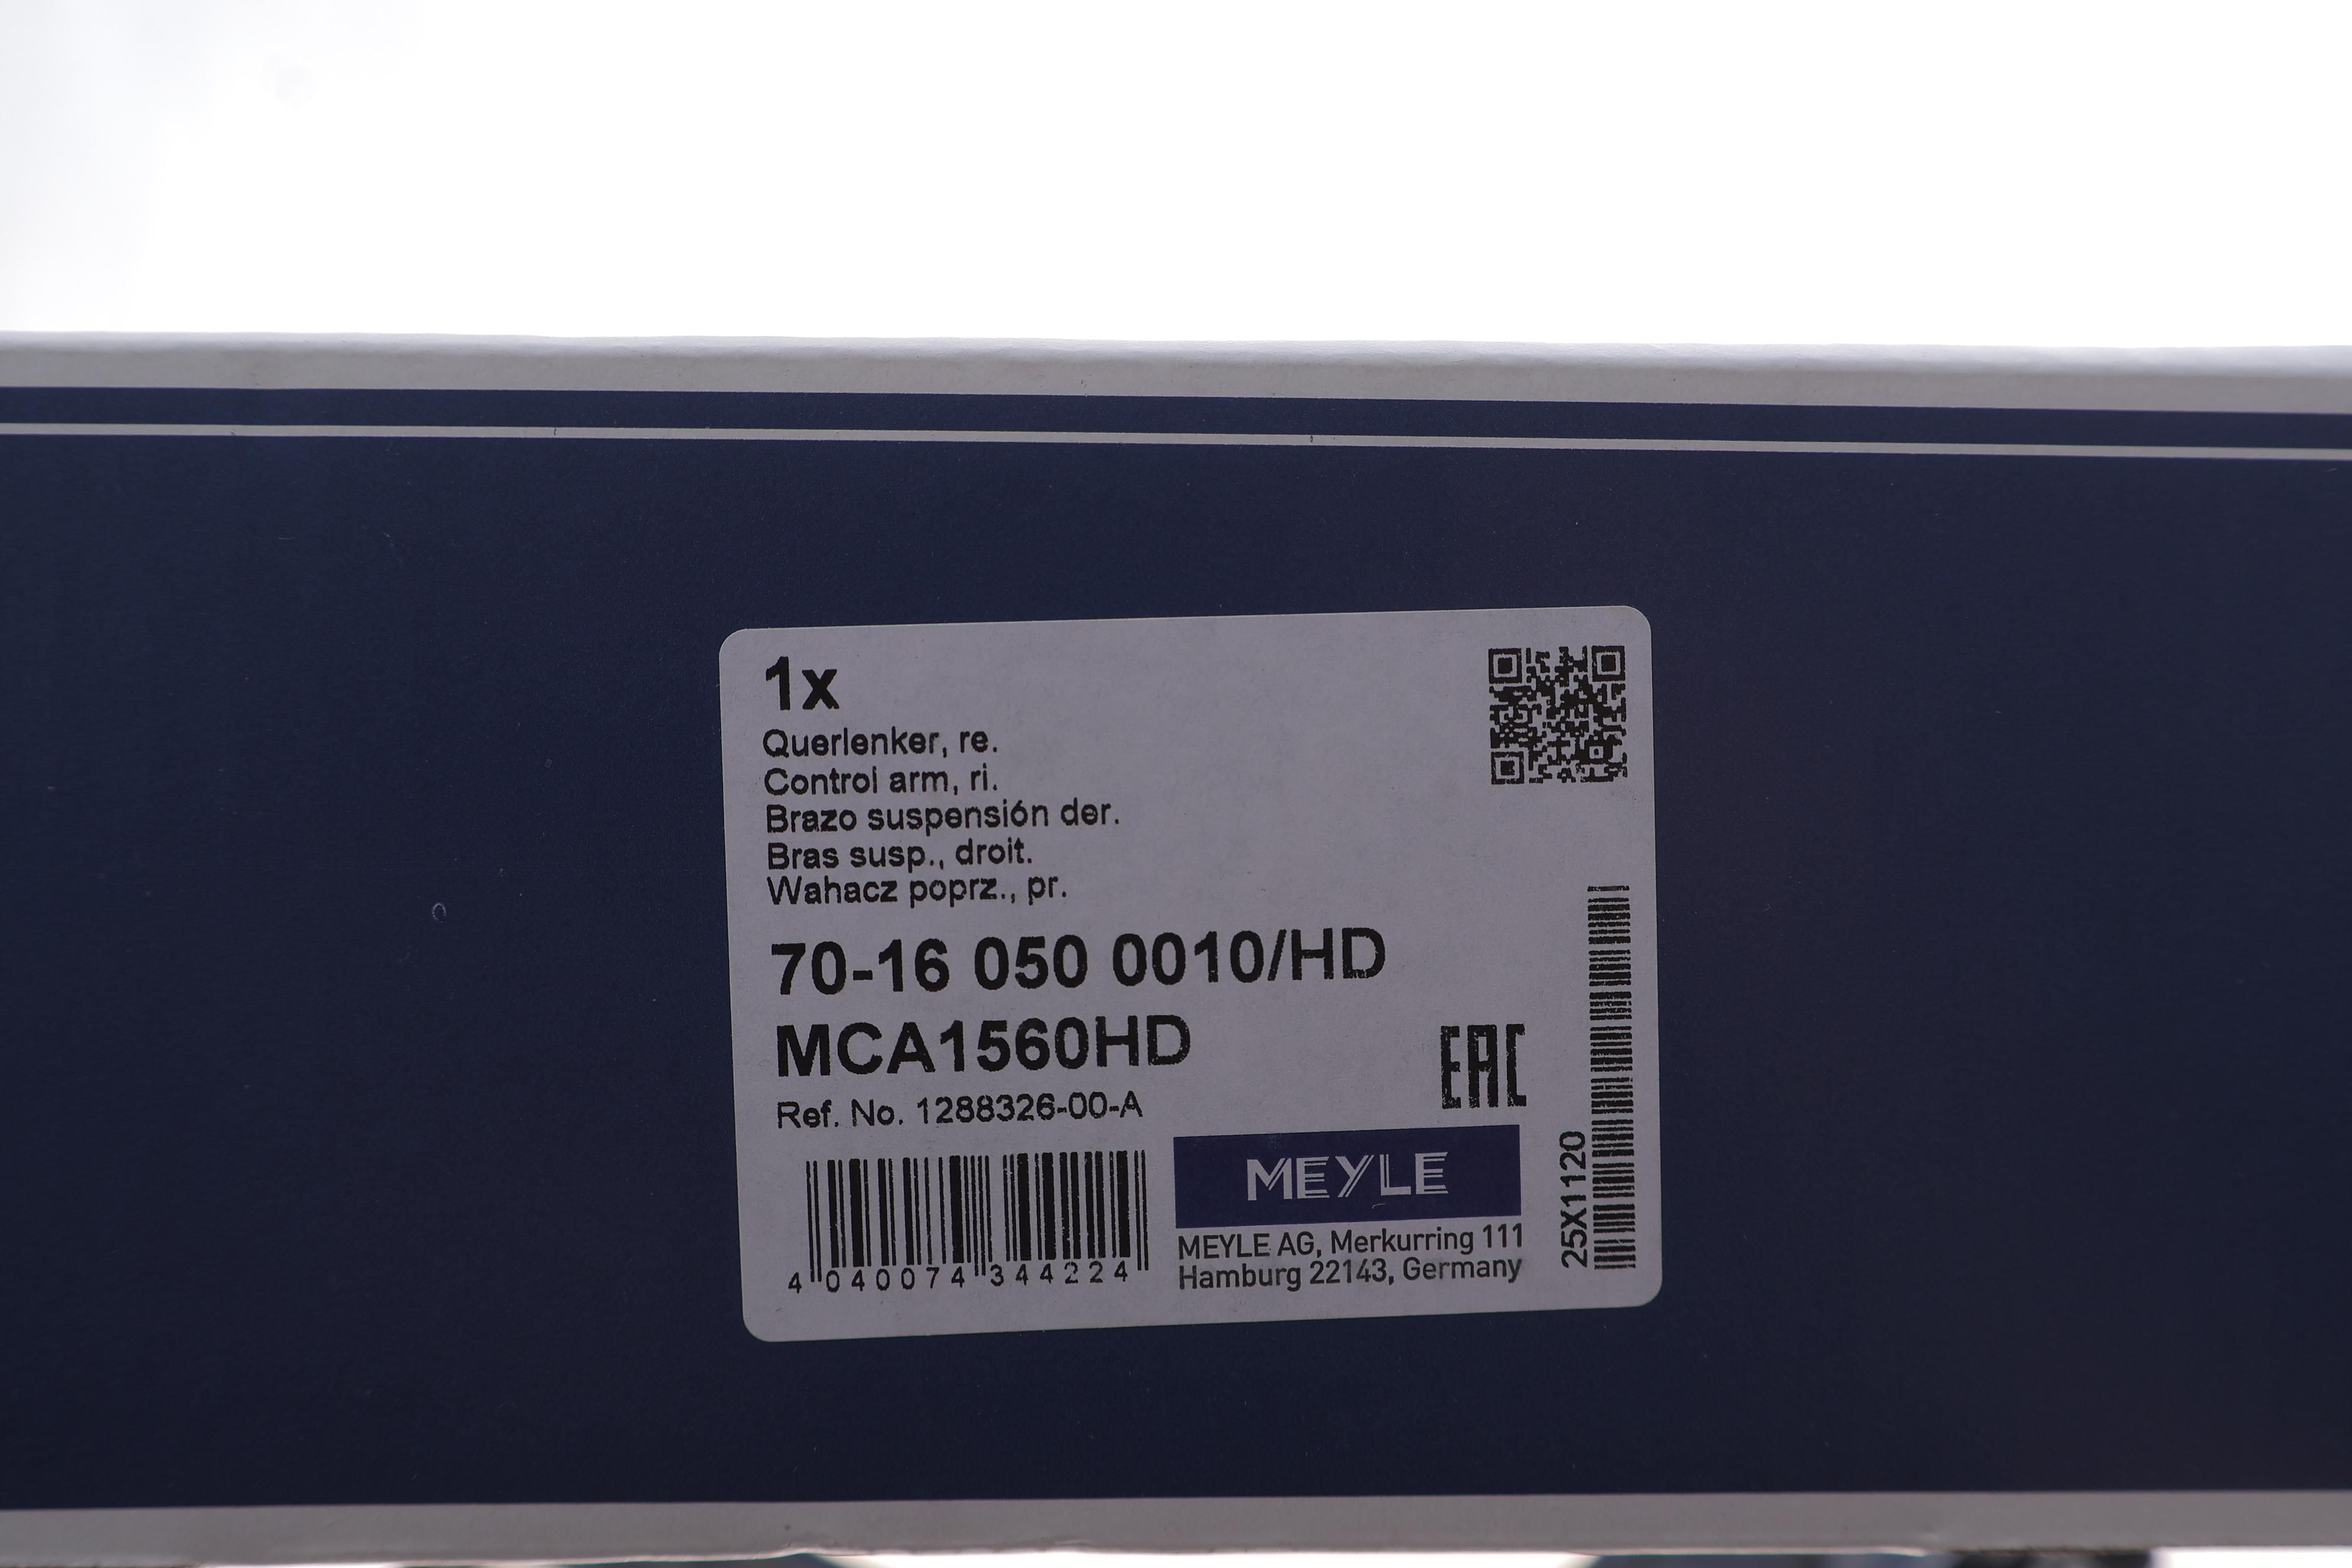 1x
Querlenker, re.
Control arm, ri.
Brazo suspensión der.
Bras susp., droit.
Wahacz poprz., pr.
70-16 050 0010/HD
MCA1560HD
Ref. No. 1288326-00-A
EAC
MEYLE
MEYLE AG, Merkurring 111
Hamburg 22143, Germany
4 040074 344224
25X1120